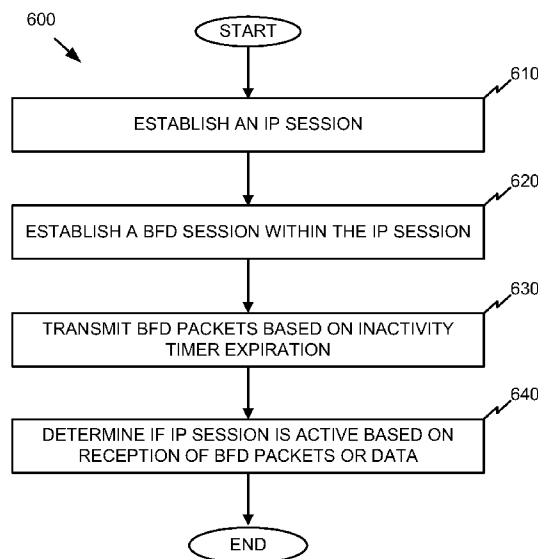 600
START
610
ESTABLISH AN IP SESSION
620
ESTABLISH A BFD SESSION WITHIN THE IP SESSION
630
TRANSMIT BFD PACKETS BASED ON INACTIVITY
TIMER EXPIRATION
640
DETERMINE IF IP SESSION IS ACTIVE BASED ON
RECEPTION OF BFD PACKETS OR DATA
END